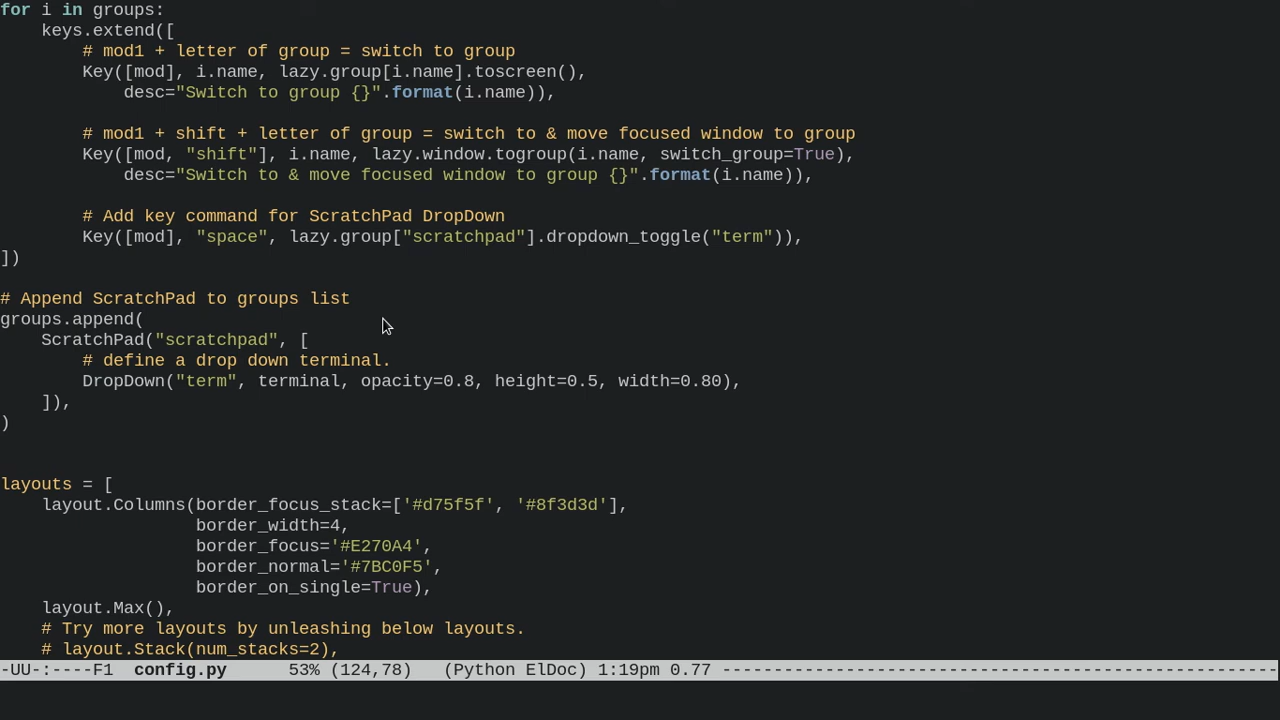 for i in groups:
    keys.extend([
        # mod1 + letter of group = switch to group
        Key([mod], i.name, lazy.group[i.name].toscreen(),
            desc="Switch to group {}".format(i.name)),

        # mod1 + shift + letter of group = switch to & move focused window to group
        Key([mod, "shift"], i.name, lazy.window.togroup(i.name, switch_group=True),
            desc="Switch to & move focused window to group {}".format(i.name)),

        # Add key command for ScratchPad DropDown
        Key([mod], "space", lazy.group["scratchpad"].dropdown_toggle("term")),
])

# Append ScratchPad to groups list
groups.append(
    ScratchPad("scratchpad", [
        # define a drop down terminal.
        DropDown("term", terminal, opacity=0.8, height=0.5, width=0.80),
    ]),
)


layouts = [
    layout.Columns(border_focus_stack=['#d75f5f', '#8f3d3d'],
                   border_width=4,
                   border_focus='#E270A4',
                   border_normal='#7BC0F5',
                   border_on_single=True),
    layout.Max(),
    # Try more layouts by unleashing below layouts.
    # layout.Stack(num_stacks=2),
-UU-:----F1  config.py      53% (124,78)   (Python ElDoc) 1:19pm 0.77 ------------------------------------------------------